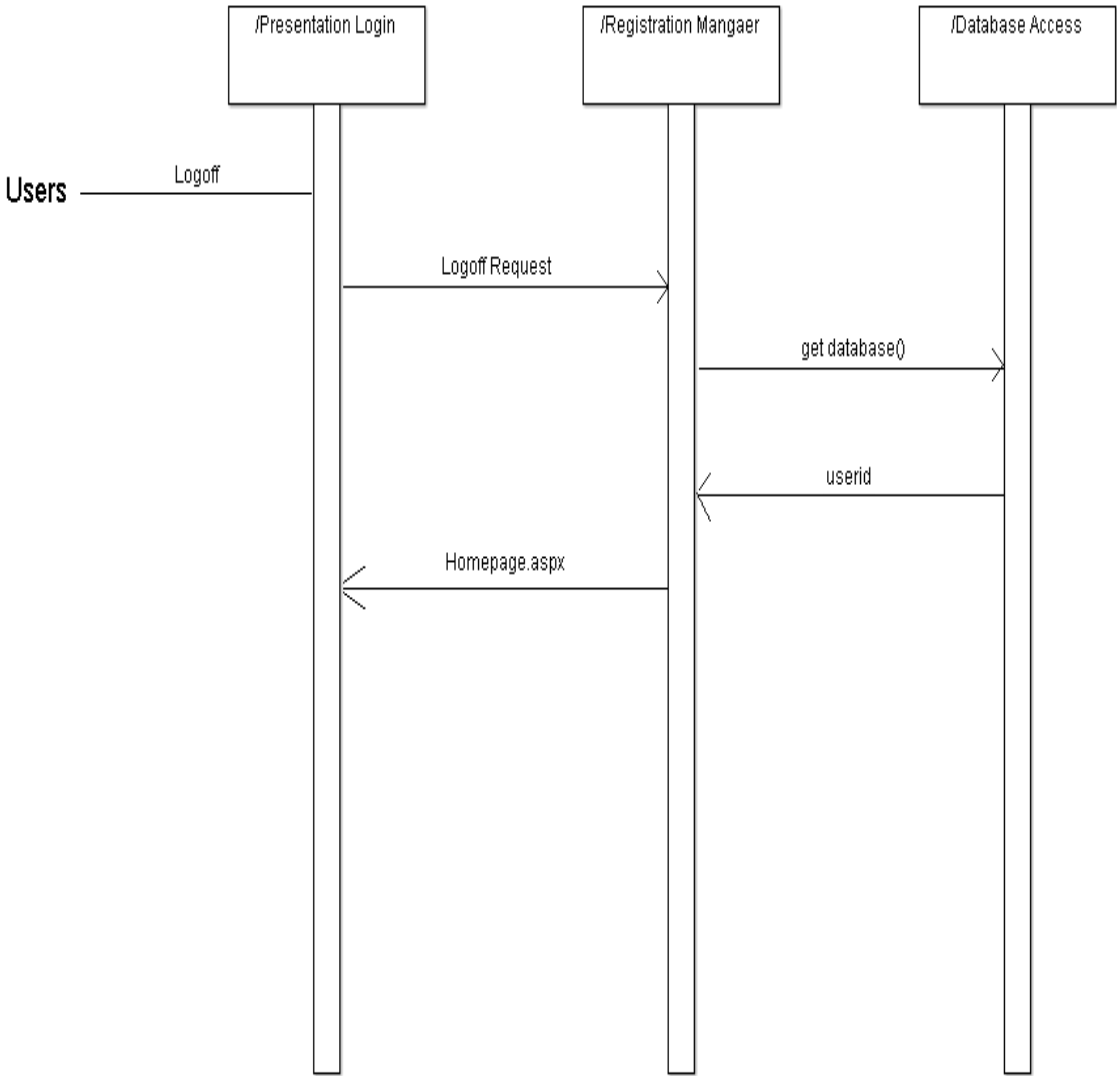 /Presentation Login
/Registration Mangaer
/Database Access
Users
Logoff
Logoff Request
get database()
userid
Homepage.aspx